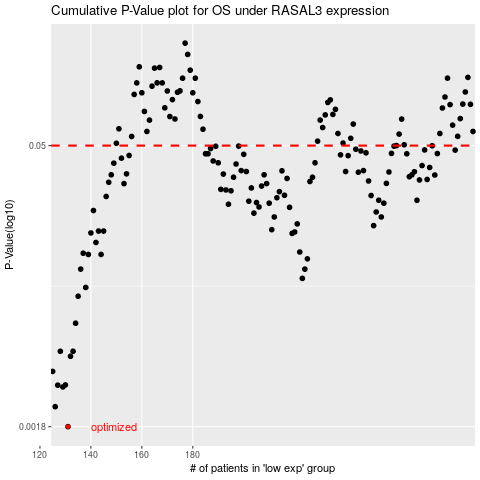 Cumulative P-Value plot for OS under RASAL3 expression
P-Value(log10)
0.05
0.0018
optimized
120 140 160 180
# of patients in 'low exp' group